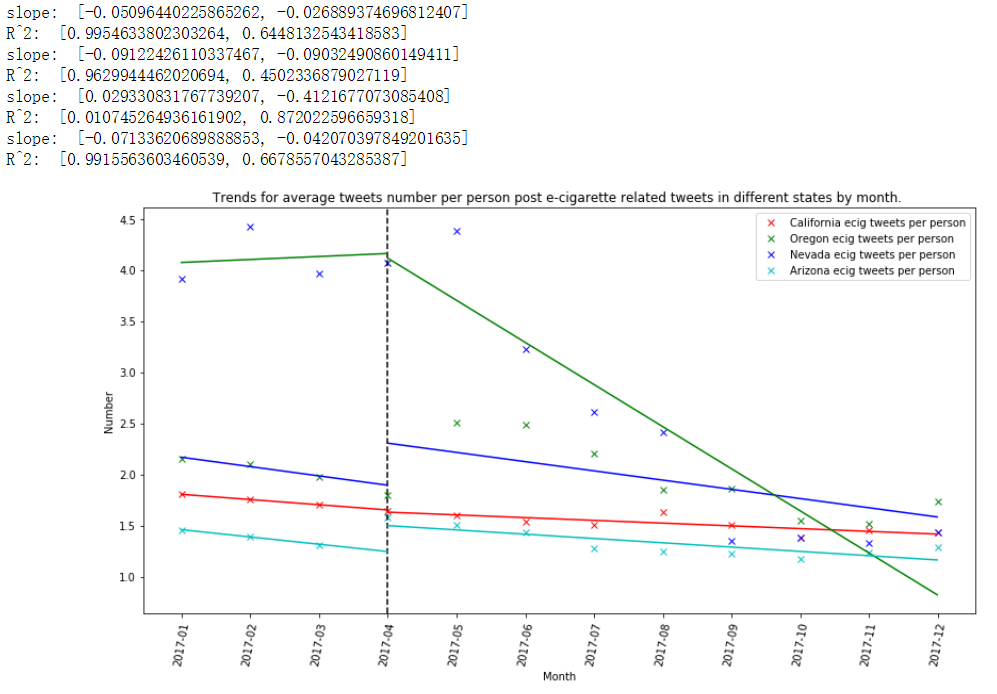 slope:  [-0.05096440225865262, -0.026889374696812407]
R^2:  [0.9954633802303264, 0.6448132543418583]
slope:  [-0.09122426110337467, -0.09032490860149411]
R^2:  [0.9629944462020694, 0.4502336879027119]
slope:  [0.029330831767739207, -0.4121677073085408]
R^2:  [0.010745264936161902, 0.872022596659318]
slope:  [-0.07133620689888853, -0.042070397849201635]
R^2:  [0.9915563603460539, 0.6678557043285387]
Trends for average tweets number per person post e-cigarette related tweets in different states by month.
California ecig tweets per person
Oregon ecig tweets per person
Nevada ecig tweets per person
Arizona ecig tweets per person
4.5
4.0
3.5
3.0
2.5
2.0
1.5
1.0
Number
2017-01
2017-02
2017-03
2017-04
2017-05
2017-06
2017-07
2017-08
2017-09
2017-10
2017-11
2017-12
Month